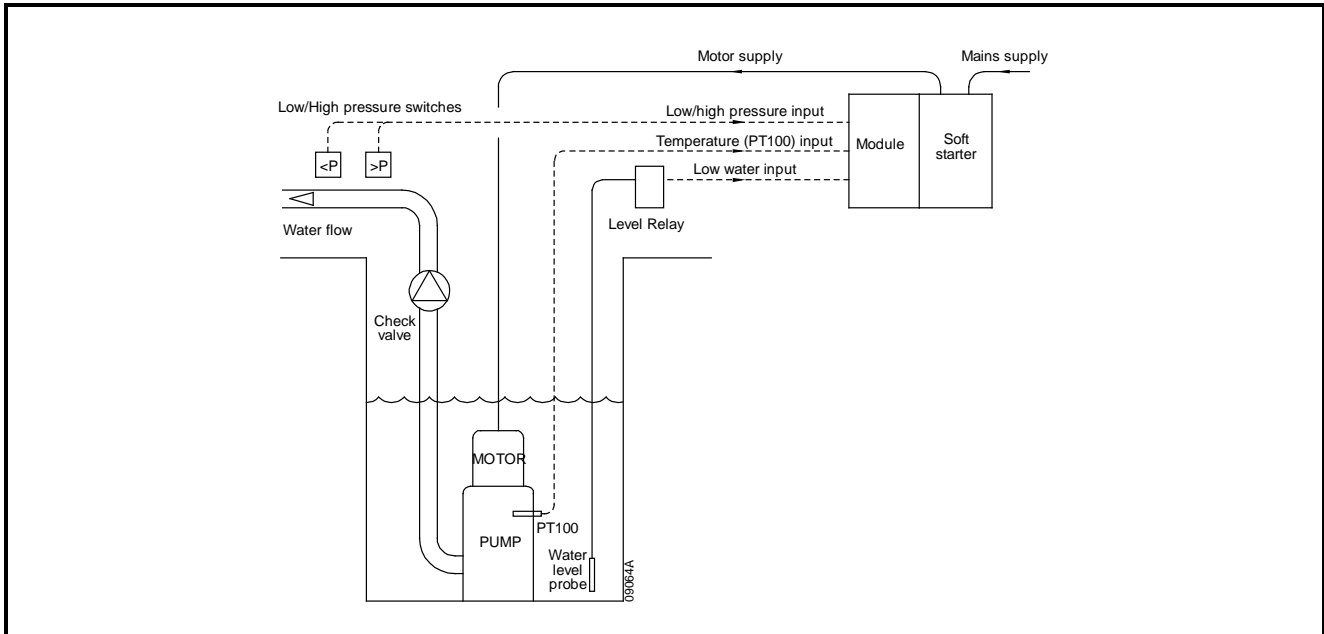 Motor supply
Mains supply
Low/High pressure switches
Low/high pressure input
<P
>P
Temperature (PT100) input
Module
Soft
starter
Low water input
Level Relay
Water flow
Check
valve
MOTOR
PT100
PUMP
Water
level
probe
09064A